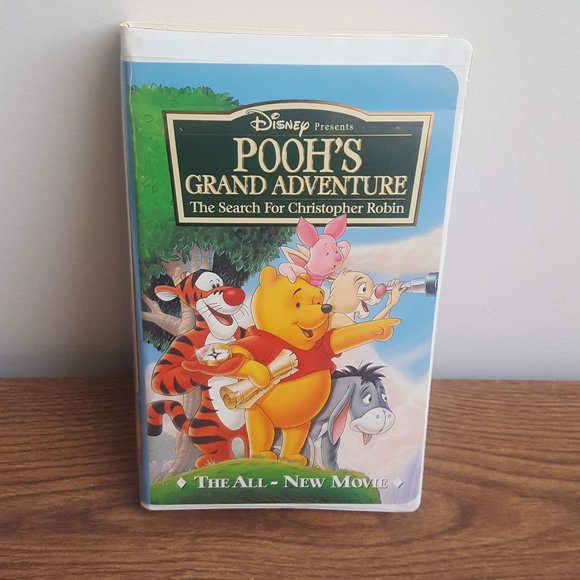 Disney Presents
POOH'S
GRAND ADVENTURE
The Search For Christopher Robin
THE ALL-NEW MOVIE